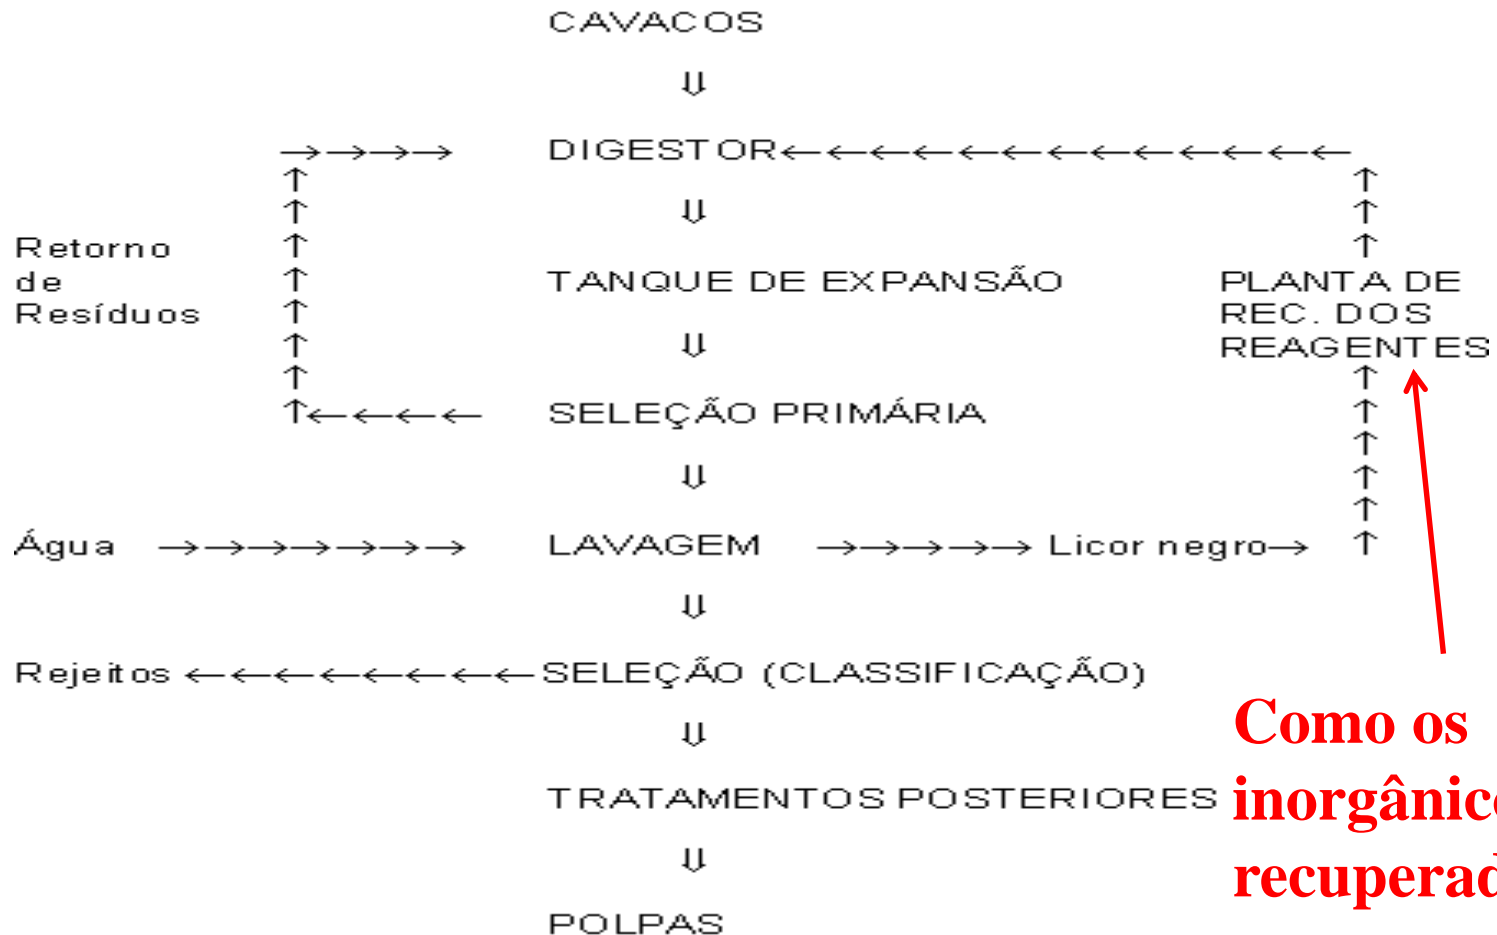 CAVACOS
DIGESTOR
Retorno
de
Resíduos
TANQUE DE EXPANSÃO
PLANTA DE
REC. DOS
REAGENTES
SELEÇÃO PRIMÁRIA
Água
LAVAGEM
Licor negro
Rejeitos
SELEÇÃO (CLASSIFICAÇÃO)
TRATAMENTOS POSTERIORES
POLPAS
Como os